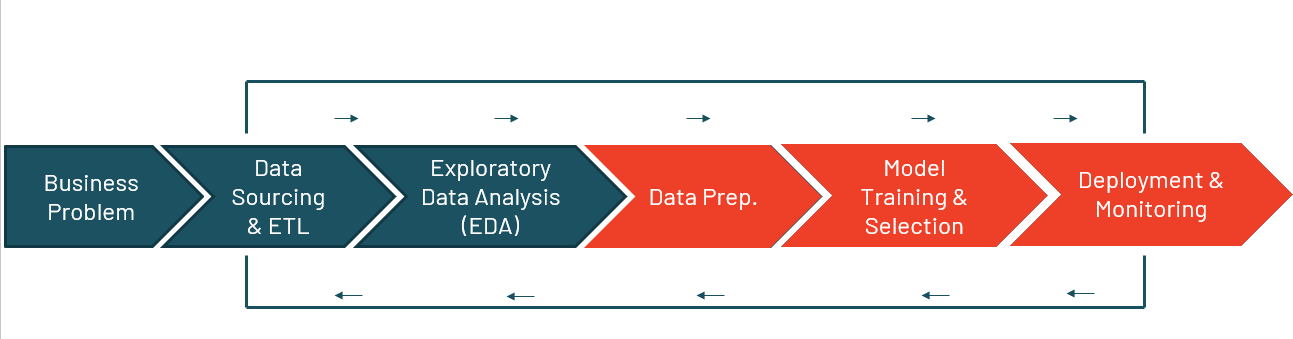 Business
Problem
Data
Sourcing
& ETL
Exploratory
Data Analysis
(EDA)
Data Prep.
Model
Training &
Selection
Deployment &
Monitoring